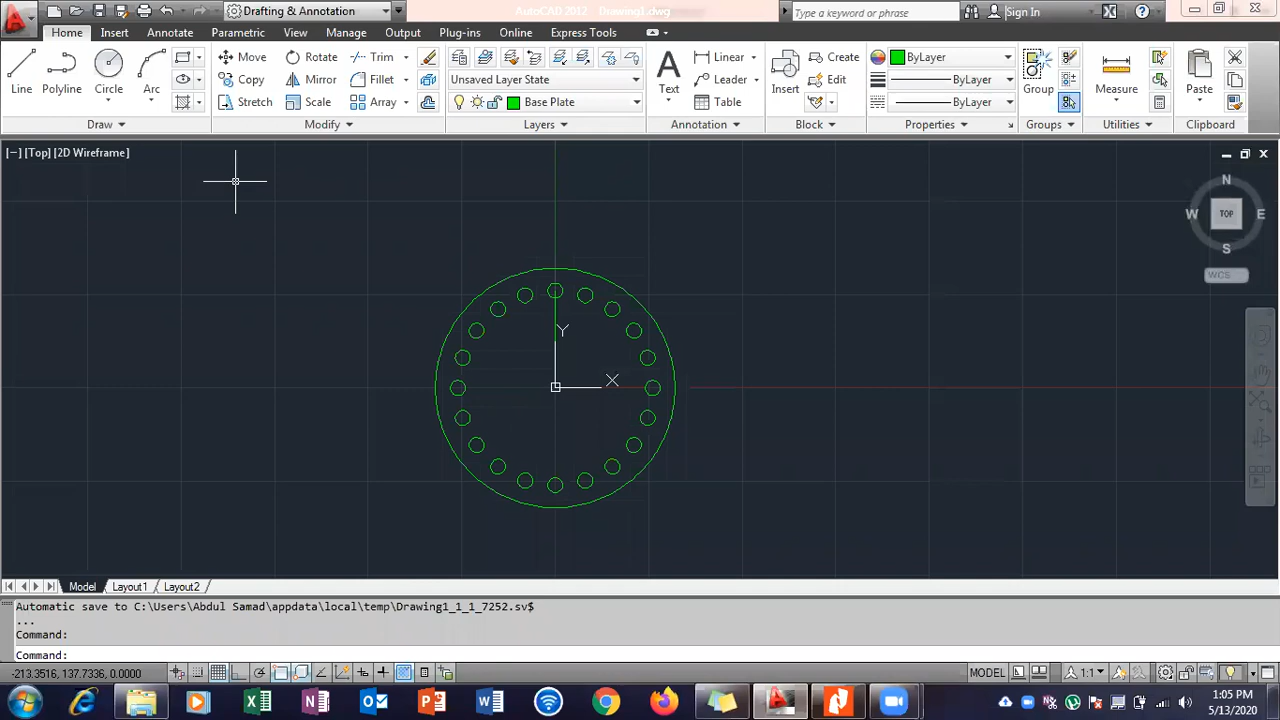 Drafting & Annotation
AutoCAD 2012 Drawing1.dwg
Type a keyword or phrase
Sign In
Home Insert Annotate Parametric View Manage Output Plug-ins Online Express Tools
Line
Polyline
Circle
Arc
Move
Rotate
Trim
Copy
Mirror
Fillet
Stretch
Scale
Array
Unsaved Layer State
Base Plate
Text
Linear
Leader
Table
Insert
Create
Edit
ByLayer
ByLayer
ByLayer
Group
Measure
Paste
Draw Modify Layers Annotation Block Properties Groups Utilities Clipboard
[−] [Top] [2D Wireframe]
N
W TOP E
S
WCS
Y
X
Model Layout1 Layout2
Automatic save to C:\Users\Abdul Samad\appdata\local\temp\Drawing1_1_1_7252.sv$
...
Command:
Command:
-213.3516, 137.7336, 0.0000
MODEL
1:1
1:05 PM
5/13/2020